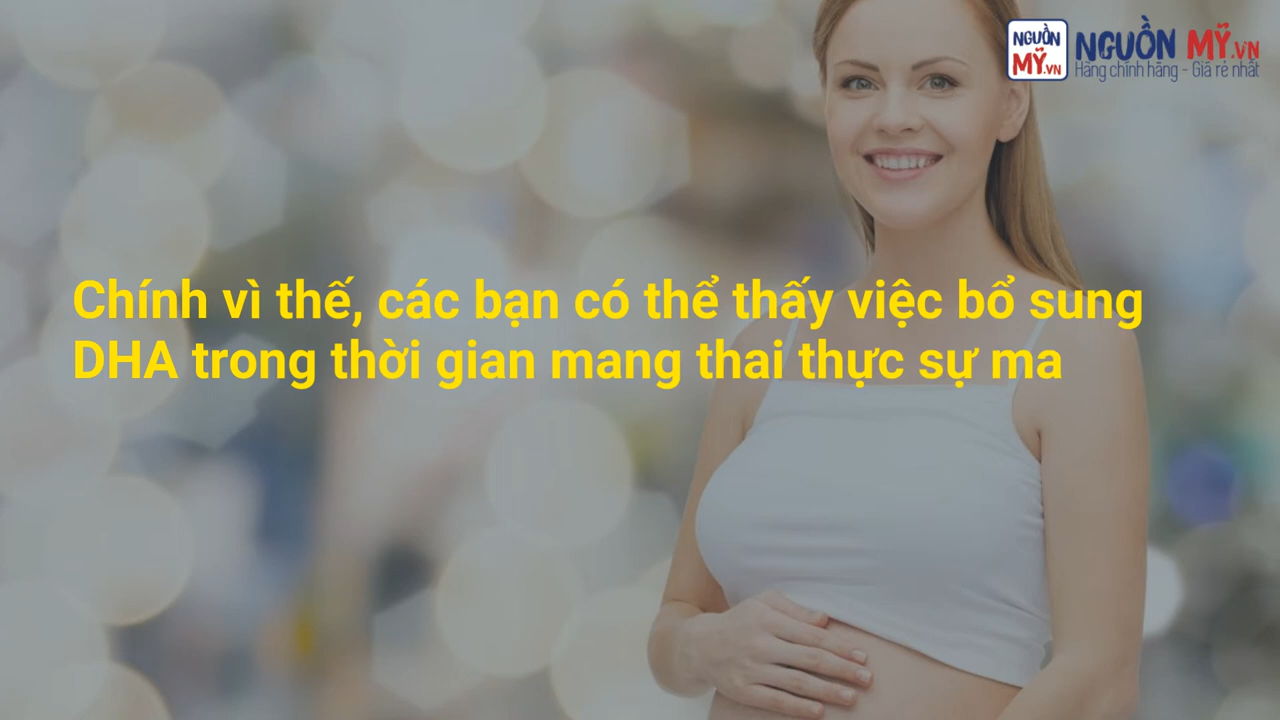 NGUỒN
MỸ.VN
NGUỒN MỸ.VN
Hàng chính hãng - Giá rẻ nhất
Chính vì thế, các bạn có thể thấy việc bổ sung
DHA trong thời gian mang thai thực sự ma